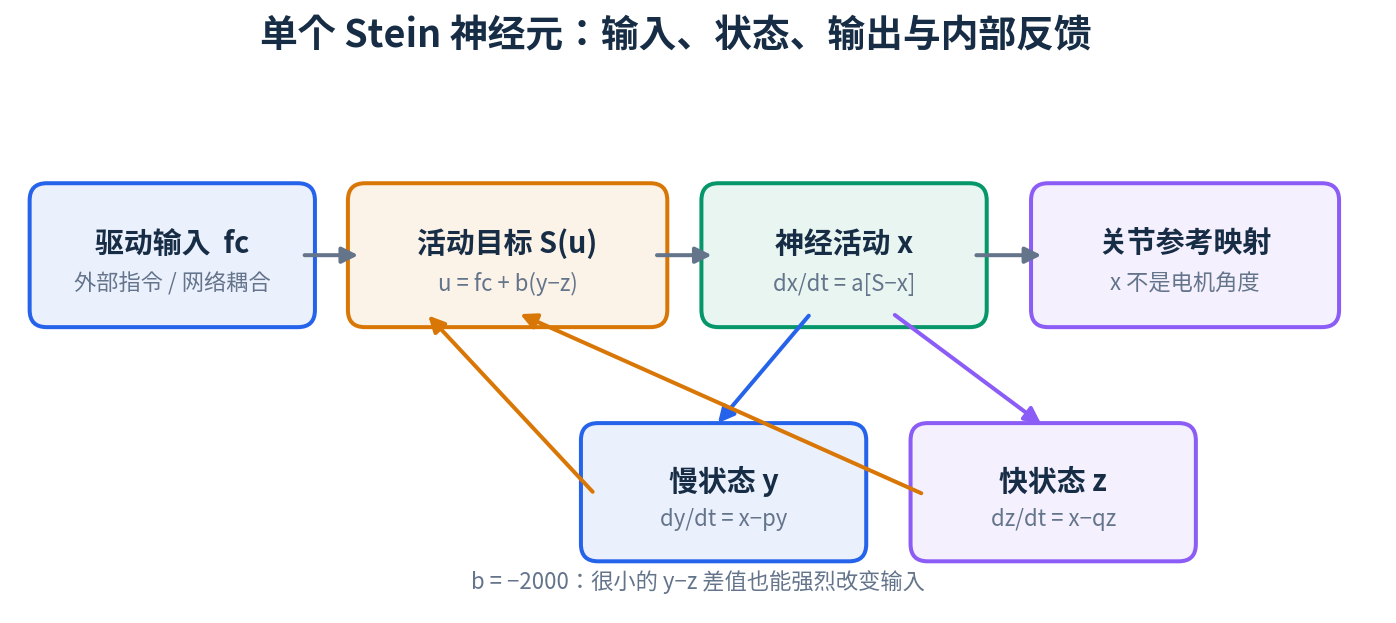 单个 Stein 神经元：输入、状态、输出与内部反馈
驱动输入 fc
外部指令 / 网络耦合
活动目标 S(u)
u = fc + b(y−z)
神经活动 x
dx/dt = a[S−x]
关节参考映射
x 不是电机角度
慢状态 y
dy/dt = x−py
快状态 z
dz/dt = x−qz
b = −2000：很小的 y−z 差值也能强烈改变输入